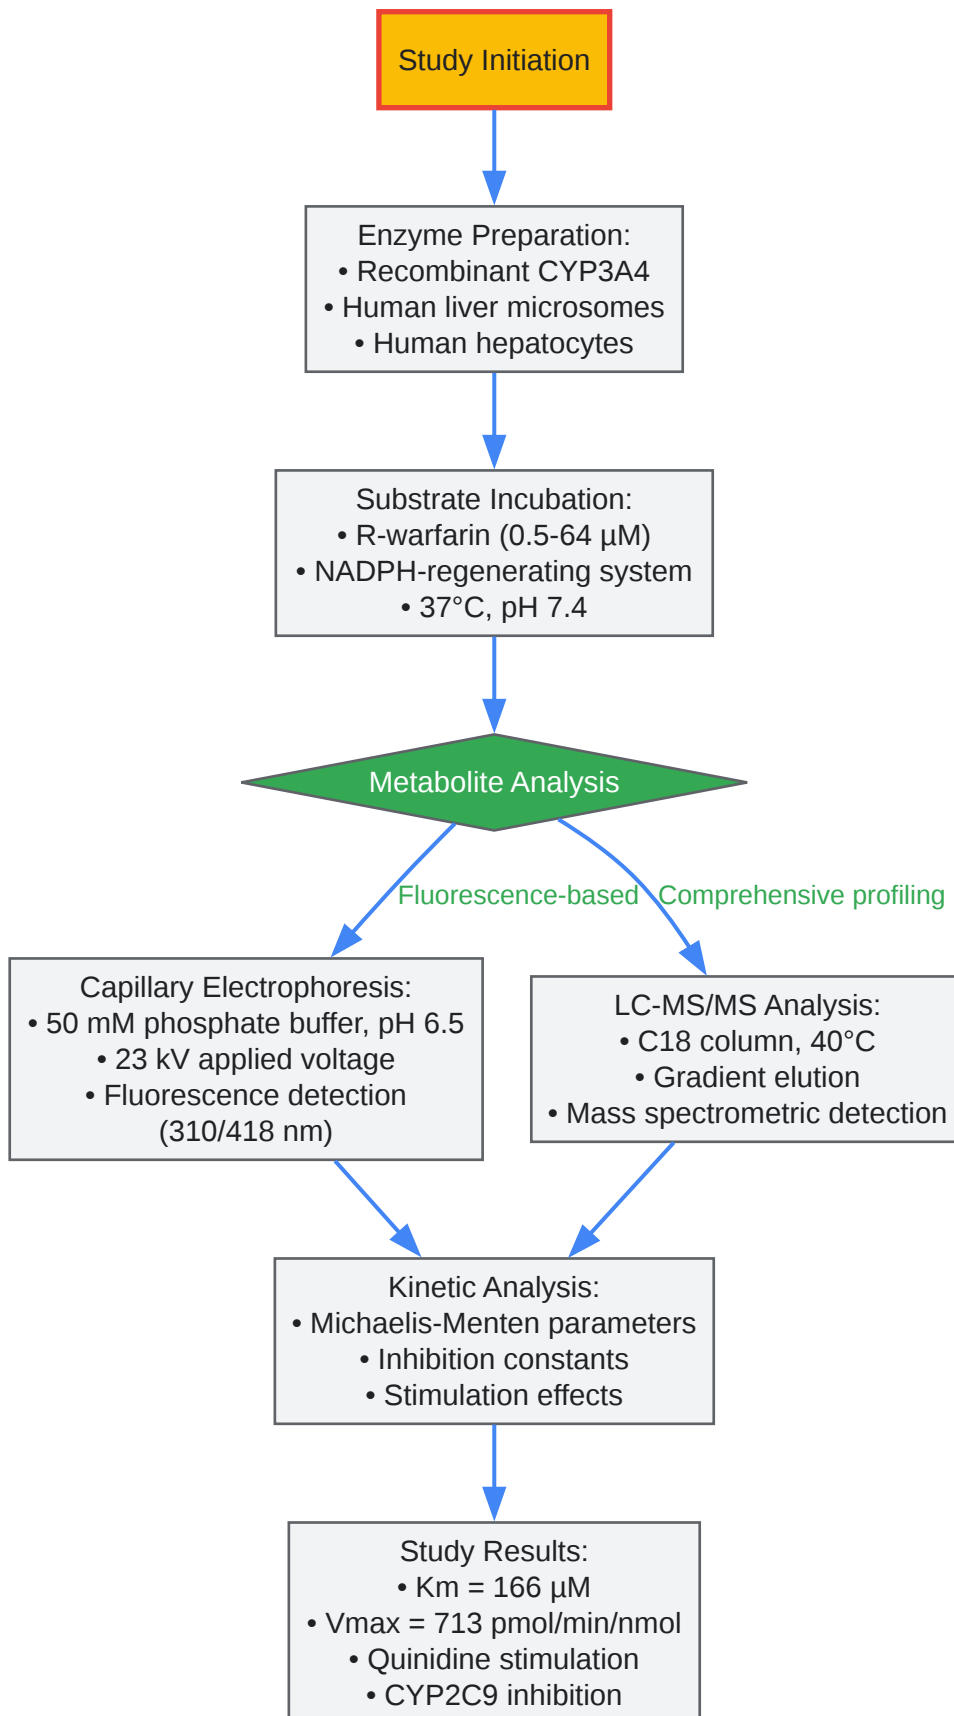 Study Initiation
Enzyme Preparation:
• Recombinant CYP3A4
• Human liver microsomes
• Human hepatocytes
Substrate Incubation:
• R-warfarin (0.5-64 µM)
• NADPH-regenerating system
• 37°C, pH 7.4
Metabolite Analysis
Fluorescence-based
Comprehensive profiling
Capillary Electrophoresis:
• 50 mM phosphate buffer, pH 6.5
• 23 kV applied voltage
• Fluorescence detection
(310/418 nm)
LC-MS/MS Analysis:
• C18 column, 40°C
• Gradient elution
• Mass spectrometric detection
Kinetic Analysis:
• Michaelis-Menten parameters
• Inhibition constants
• Stimulation effects
Study Results:
• Km = 166 µM
• Vmax = 713 pmol/min/nmol
• Quinidine stimulation
• CYP2C9 inhibition